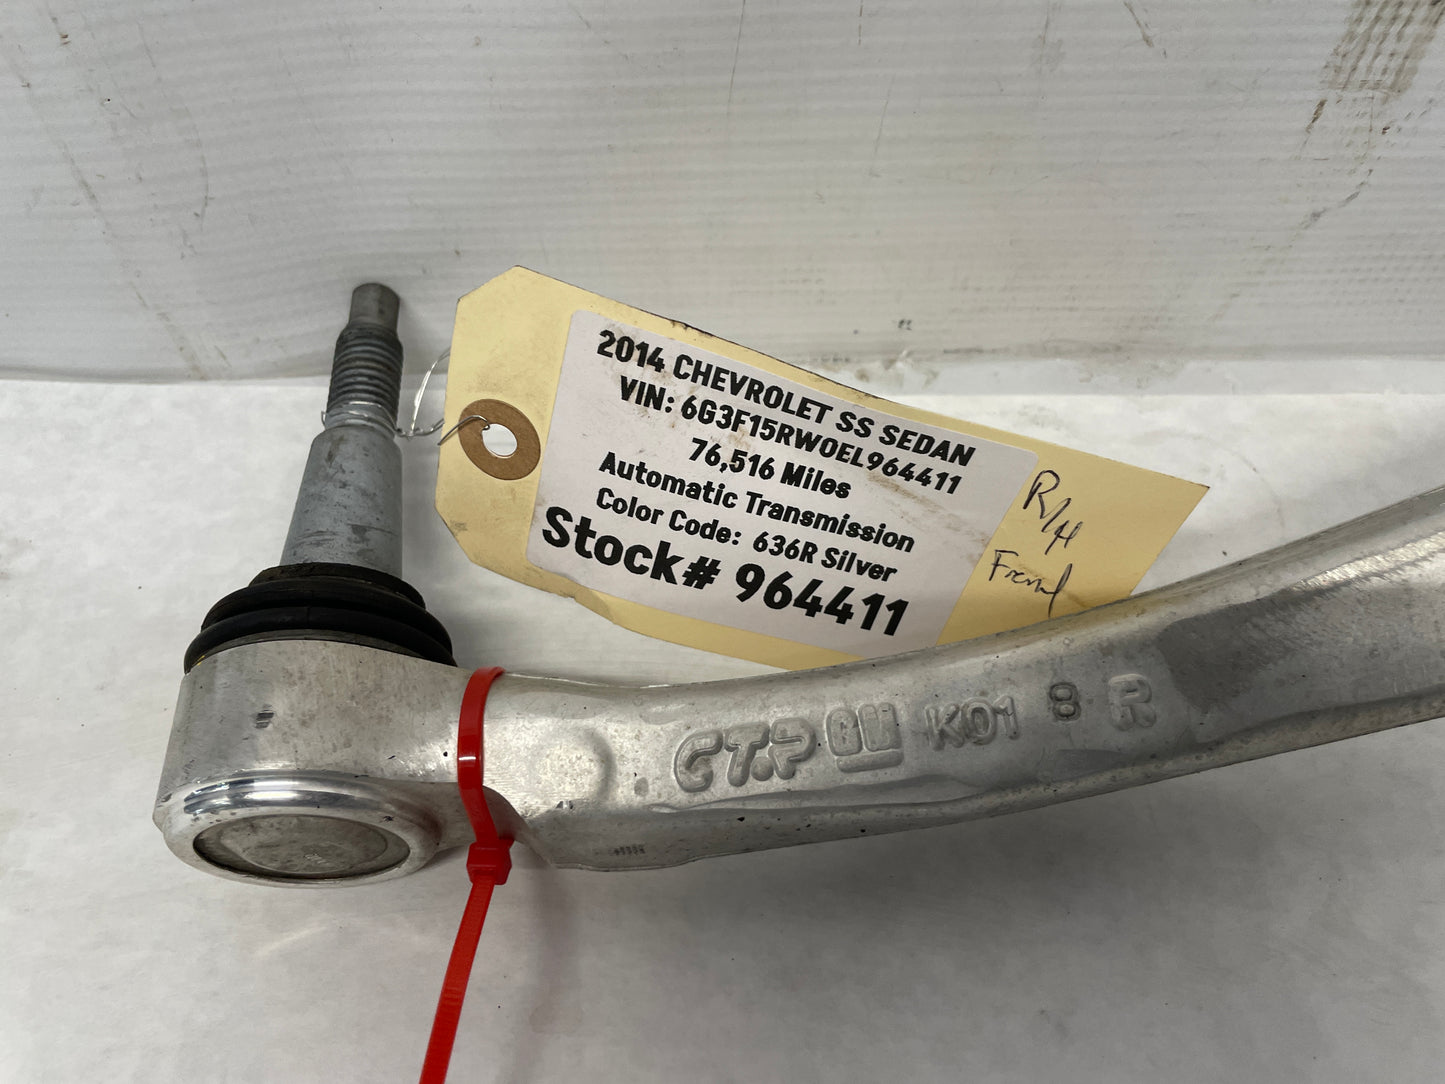 2014 CHEVROLET SS SEDAN
VIN: 6G3F15RW0EL964411
76,516 Miles
Automatic Transmission
Color Code: 636R Silver
Stock# 964411
R/H
Front
CTP GM K01 8 R